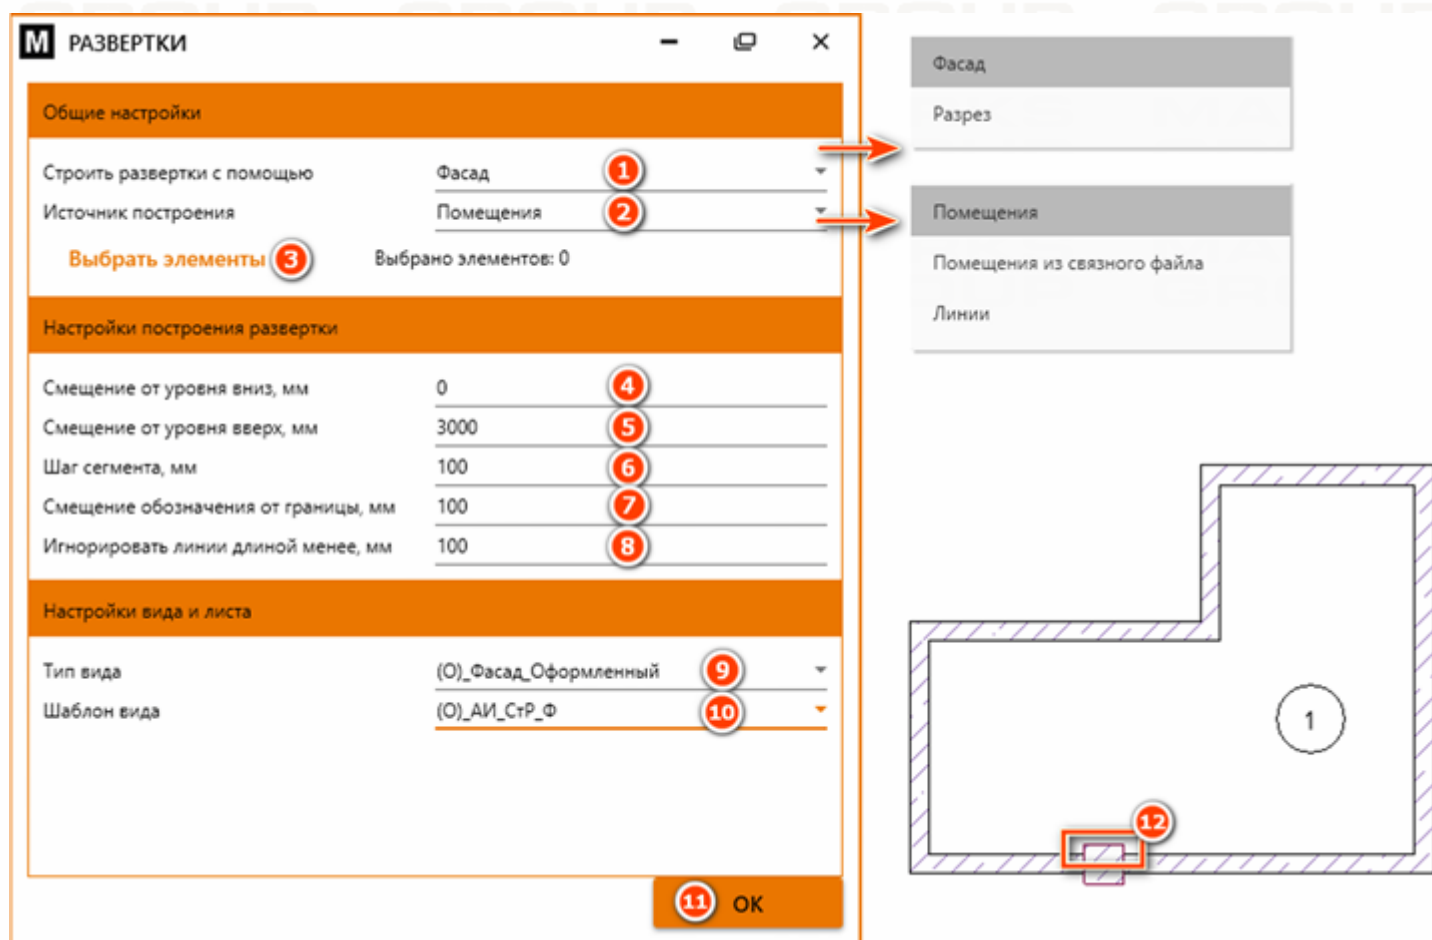 M РАЗВЕРТКИ
Общие настройки
Строить развертки с помощью Фасад 1
Источник построения Помещения 2
Выбрать элементы 3 Выбрано элементов: 0
Настройки построения развертки
Смещение от уровня вниз, мм 0 4
Смещение от уровня вверх, мм 3000 5
Шаг сегмента, мм 100 6
Смещение обозначения от границы, мм 100 7
Игнорировать линии длиной менее, мм 100 8
Настройки вида и листа
Тип вида (О)_Фасад_Оформленный 9
Шаблон вида (О)_АИ_СтР_Ф 10
11 ОК
Фасад
Разрез
Помещения
Помещения из связного файла
Линии
1
12